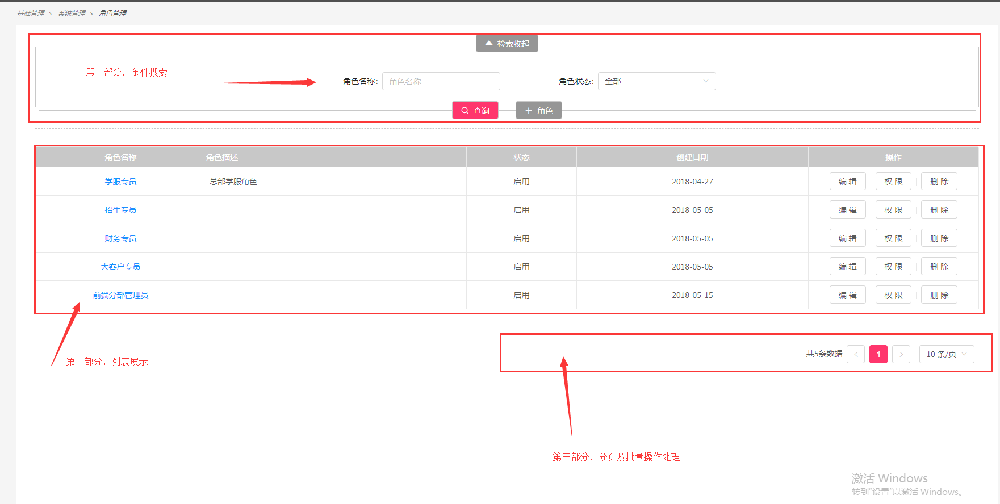 基础管理 > 系统管理 > 角色管理
检索收起
第一部分，条件搜索
角色名称: 角色名称 角色状态: 全部
查询 + 角色
角色名称 角色描述 状态 创建日期 操作
学服专员 总部学服角色 启用 2018-04-27 编 辑 权 限 删 除
招生专员 启用 2018-05-05 编 辑 权 限 删 除
财务专员 启用 2018-05-05 编 辑 权 限 删 除
大客户专员 启用 2018-05-05 编 辑 权 限 删 除
前端分部管理员 启用 2018-05-15 编 辑 权 限 删 除
共5条数据 < 1 > 10 条/页
第二部分，列表展示
第三部分，分页及批量操作处理
激活 Windows
转到“设置”以激活 Windows。